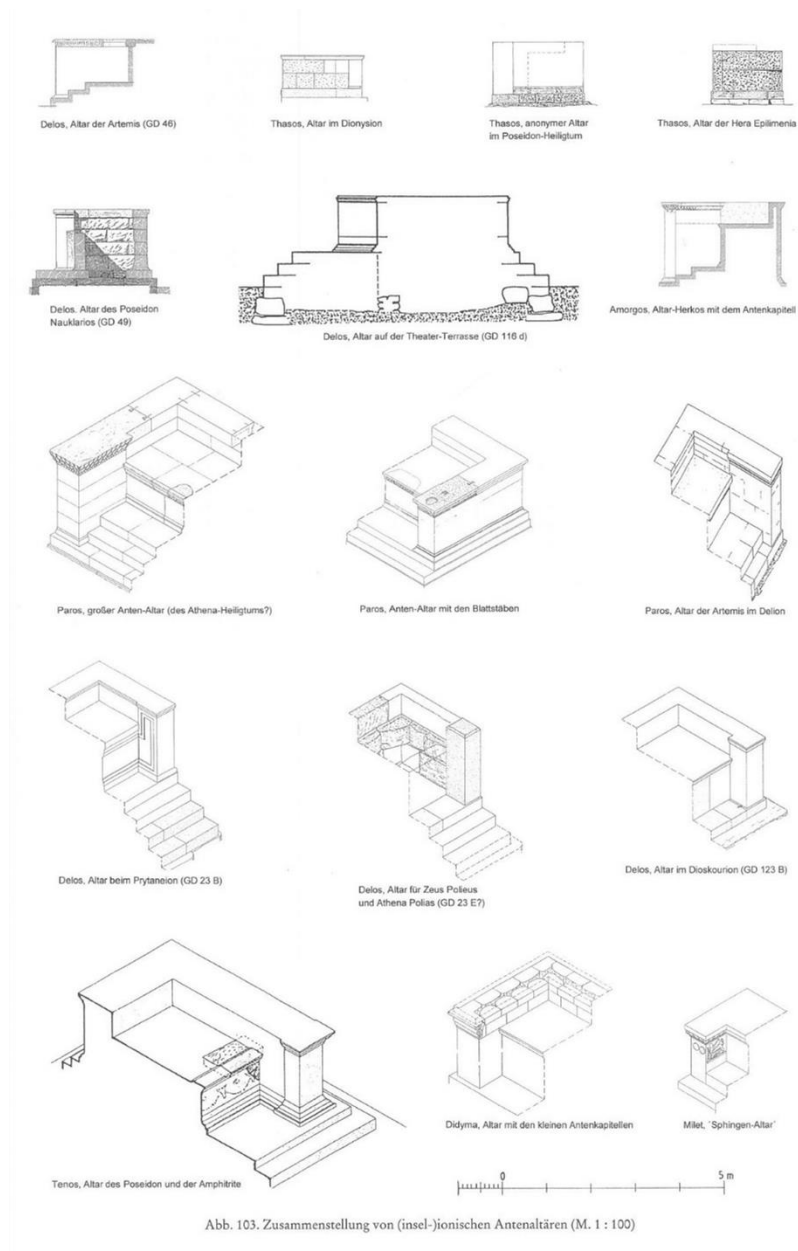 Delos, Altar der Artemis (GD 46)
Thasos, Altar im Dionysion
Thasos, anonymer Altar
im Poseidon-Heiligtum
Thasos, Altar der Hera Epilimenia
Delos. Altar des Poseidon
Nauklarios (GD 49)
Delos, Altar auf der Theater-Terrasse (GD 116 d)
Amorgos, Altar-Herkos mit dem Antenkapitell
Paros, großer Anten-Altar (des Athena-Heiligtums?)
Paros, Anten-Altar mit den Blattstäben
Paros, Altar der Artemis im Delion
Delos, Altar beim Prytaneion (GD 23 B)
Delos, Altar für Zeus Polieus
und Athena Polias (GD 23 E?)
Delos, Altar im Dioskourion (GD 123 B)
Tenos, Altar des Poseidon und der Amphitrite
Didyma, Altar mit den kleinen Antenkapitellen
Milet, 'Sphingen-Altar'
0 5 m
Abb. 103. Zusammenstellung von (insel-)ionischen Antenaltären (M. 1 : 100)